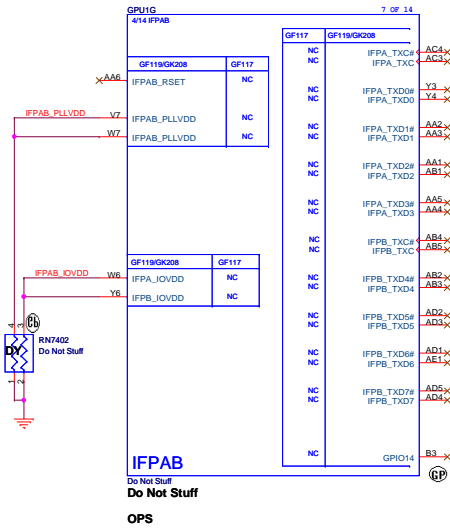 GPU1G
7 OF 14
4/14 IFPAB
GF117 GF119/GK208
GF119/GK208 GF117
AA6 IFPAB_RSET NC
IFPAB_PLLVDD V7 IFPAB_PLLVDD NC
W7 IFPAB_PLLVDD NC
GF119/GK208 GF117
IFPAB_IOVDD W6 IFPA_IOVDD NC
Y6 IFPB_IOVDD NC
NC IFPA_TXC# AC4
NC IFPA_TXC AC3
NC IFPA_TXD0# Y3
NC IFPA_TXD0 Y4
NC IFPA_TXD1# AA2
NC IFPA_TXD1 AA3
NC IFPA_TXD2# AA1
NC IFPA_TXD2 AB1
NC IFPA_TXD3# AA5
NC IFPA_TXD3 AA4
NC IFPB_TXC# AB4
NC IFPB_TXC AB5
NC IFPB_TXD4# AB2
NC IFPB_TXD4 AB3
NC IFPB_TXD5# AD2
NC IFPB_TXD5 AD3
NC IFPB_TXD6# AD1
NC IFPB_TXD6 AE1
NC IFPB_TXD7# AD5
NC IFPB_TXD7 AD4
NC GPIO14 B3
GP
4 3
DY
RN7402
Do Not Stuff
1 2
IFPAB
Do Not Stuff
Do Not Stuff
OPS